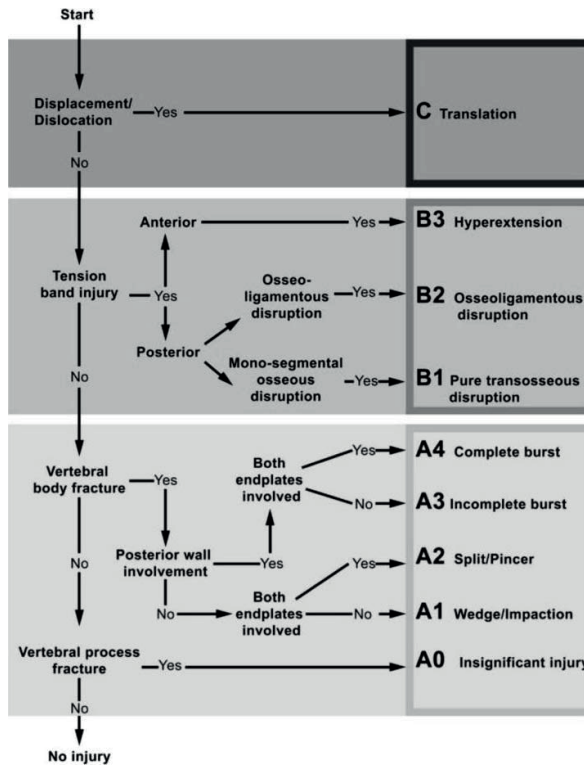 Start
Displacement/
Dislocation
Yes
C Translation
No
Anterior
Yes
B3 Hyperextension
Tension
band injury
Yes
Osseo-
ligamentous
disruption
Yes
B2 Osseoligamentous
disruption
Posterior
Mono-segmental
osseous
disruption
Yes
B1 Pure transosseous
disruption
No
Vertebral
body fracture
Yes
Both
endplates
involved
Yes
A4 Complete burst
No
A3 Incomplete burst
Posterior wall
involvement
Yes
No
Both
endplates
involved
Yes
A2 Split/Pincer
No
A1 Wedge/Impaction
No
Vertebral process
fracture
Yes
A0 Insignificant injury
No
No injury